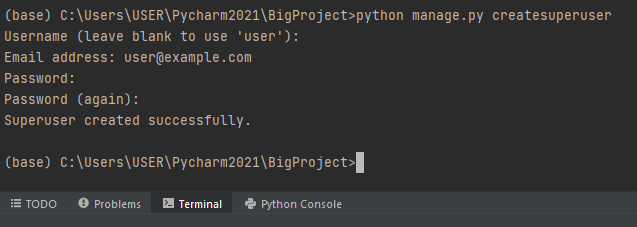 (base) C:\Users\USER\Pycharm2021\BigProject>python manage.py createsuperuser
Username (leave blank to use 'user'):
Email address: user@example.com
Password:
Password (again):
Superuser created successfully.
(base) C:\Users\USER\Pycharm2021\BigProject>
TODO Problems Terminal Python Console